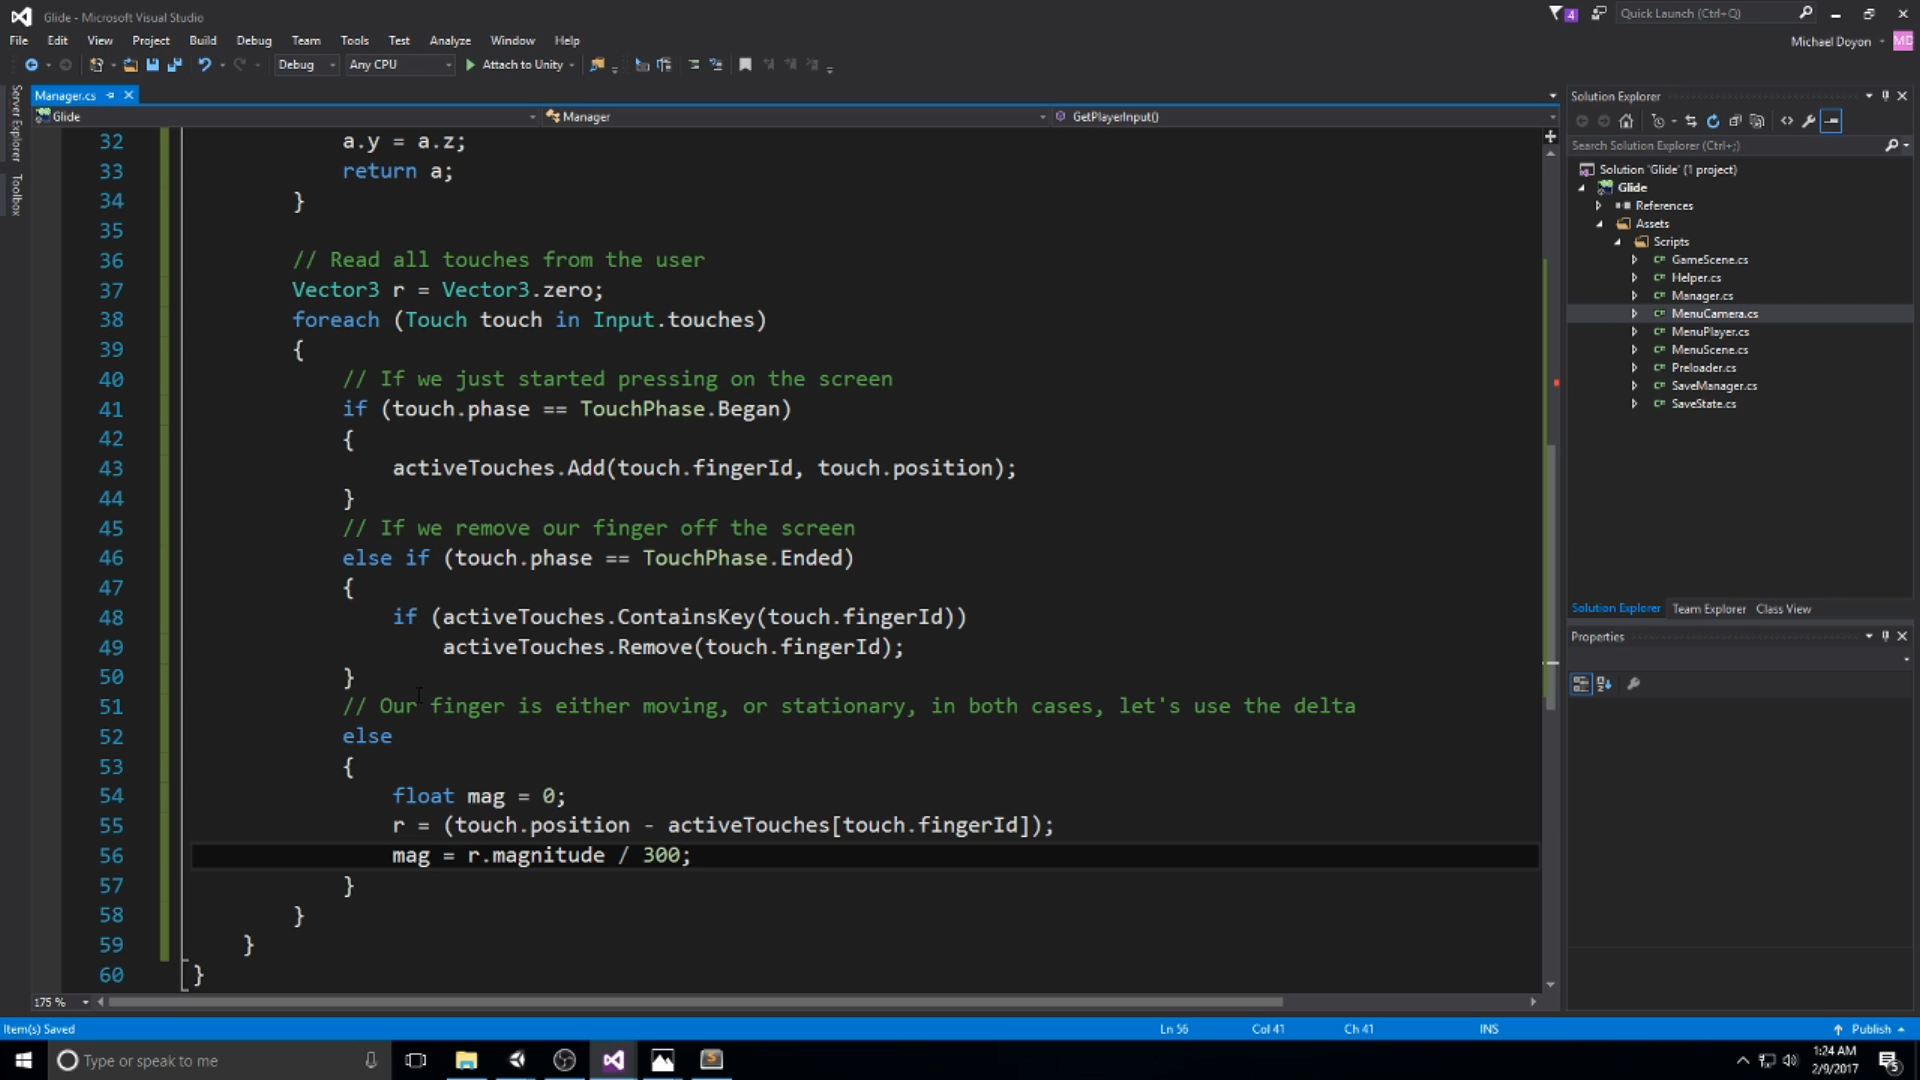 Glide - Microsoft Visual Studio
4
Quick Launch (Ctrl+Q)
File Edit View Project Build Debug Team Tools Test Analyze Window Help
Michael Doyon MD
Debug Any CPU Attach to Unity
Server Explorer
Toolbox
Manager.cs
Glide Manager GetPlayerInput()
32 a.y = a.z;
33 return a;
34 }
35
36 // Read all touches from the user
37 Vector3 r = Vector3.zero;
38 foreach (Touch touch in Input.touches)
39 {
40 // If we just started pressing on the screen
41 if (touch.phase == TouchPhase.Began)
42 {
43 activeTouches.Add(touch.fingerId, touch.position);
44 }
45 // If we remove our finger off the screen
46 else if (touch.phase == TouchPhase.Ended)
47 {
48 if (activeTouches.ContainsKey(touch.fingerId))
49 activeTouches.Remove(touch.fingerId);
50 }
51 // Our finger is either moving, or stationary, in both cases, let's use the delta
52 else
53 {
54 float mag = 0;
55 r = (touch.position - activeTouches[touch.fingerId]);
56 mag = r.magnitude / 300;
57 }
58 }
59 }
60 }
175 %
Solution Explorer
Search Solution Explorer (Ctrl+;)
Solution 'Glide' (1 project)
Glide
References
Assets
Scripts
C# GameScene.cs
C# Helper.cs
C# Manager.cs
C# MenuCamera.cs
C# MenuPlayer.cs
C# MenuScene.cs
C# Preloader.cs
C# SaveManager.cs
C# SaveState.cs
Solution Explorer Team Explorer Class View
Properties
Item(s) Saved Ln 56 Col 41 Ch 41 INS Publish
Type or speak to me
1:24 AM
2/9/2017
5